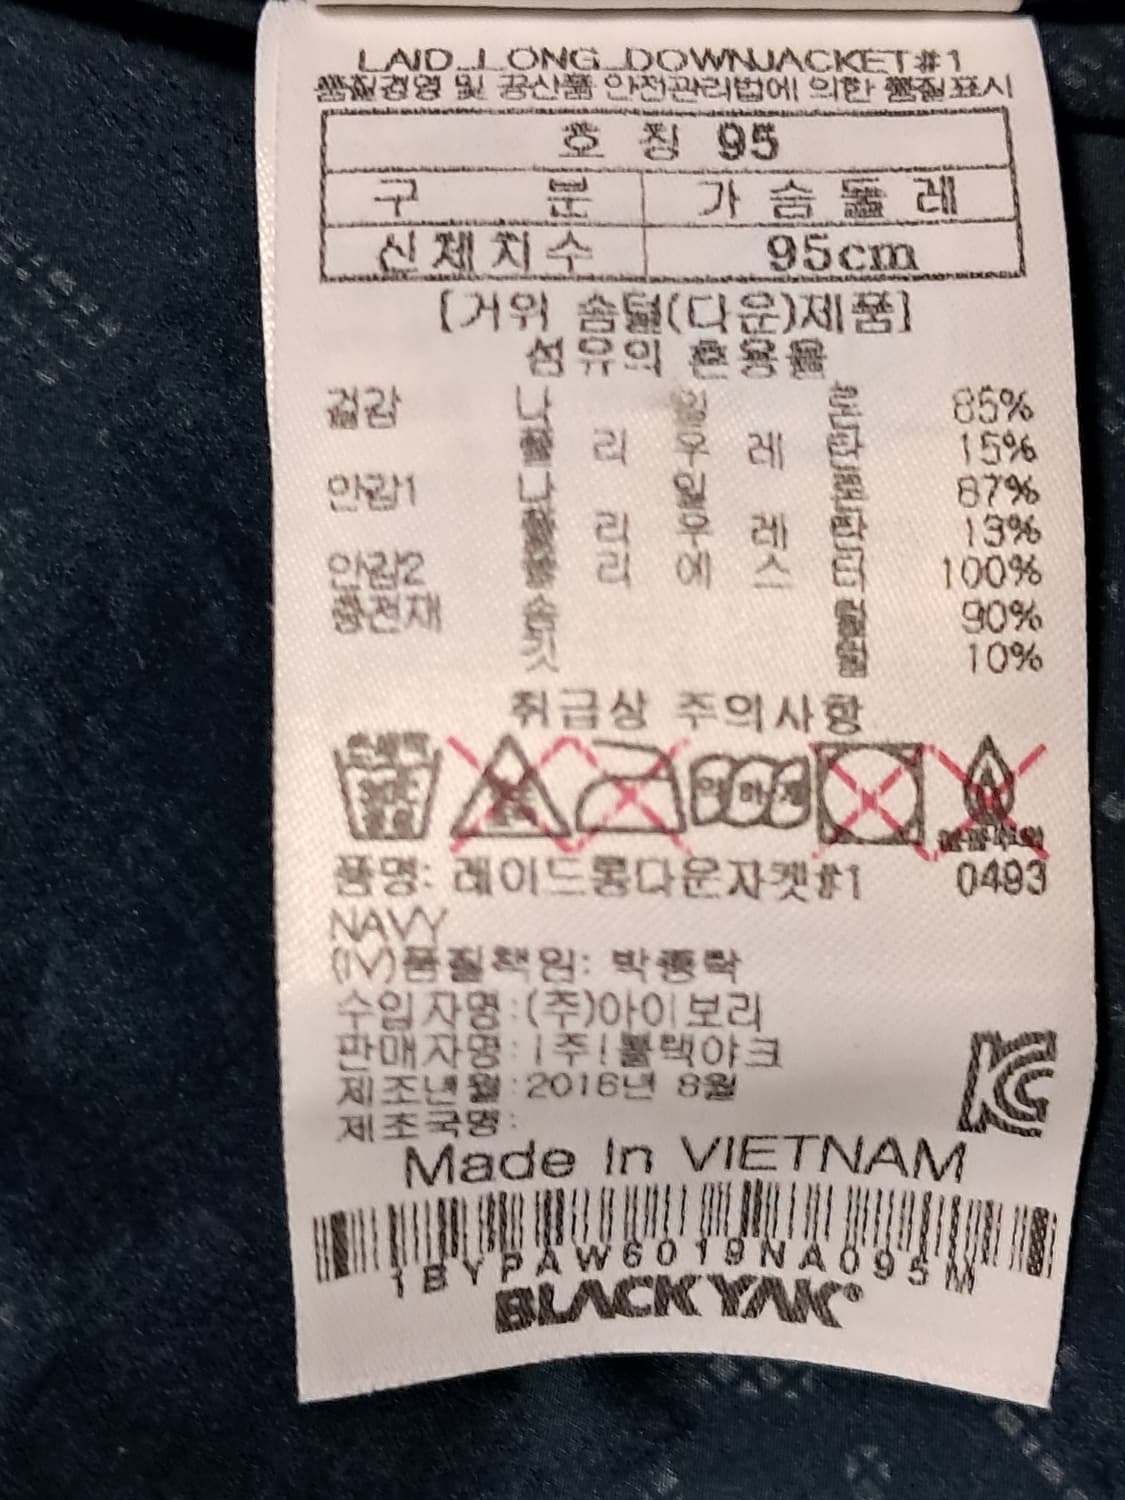 LAID_LONG_DOWNJACKET#1
품질경영 및 공산품 안전관리법에 의한 품질표시
호 칭 95
구 분 가 슴 둘 레
신체치수 95cm
[거위 솜털(다운)제품]
섬유의 혼용률
겉감 나 일 론 85%
폴 리 우 레 탄 15%
안감1 나 일 론 87%
폴 리 우 레 탄 13%
안감2 폴 리 에 스 터 100%
충전재 솜 털 90%
깃 털 10%
취급상 주의사항
손세탁 약하게
품명: 레이드롱다운자켓#1 0493
NAVY
(IV)품질책임: 박종탁
수입자명:(주)아이보리
판매자명:(주)블랙야크
제조년월:2016년 8월
제조국명:
Made In VIETNAM
1BYPAW6019NA095M
BLACKYAK®
KC